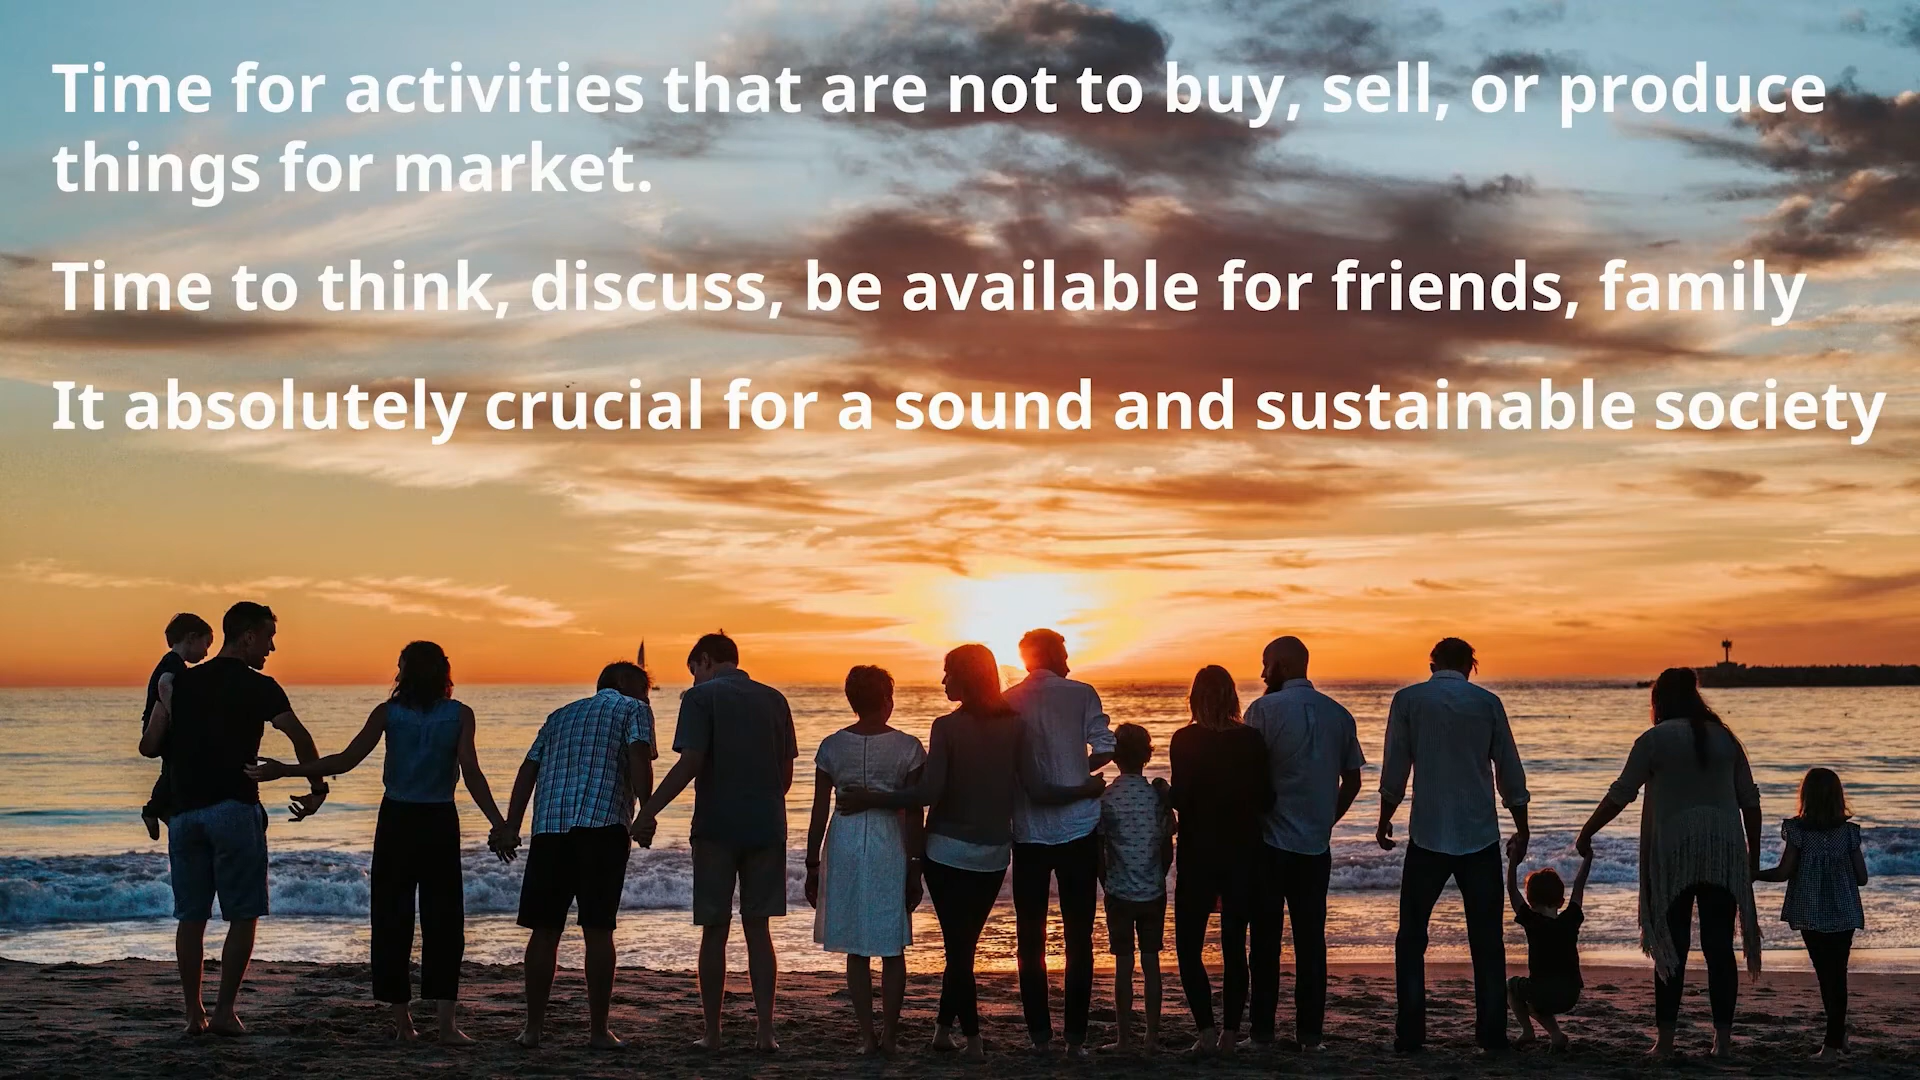 Time for activities that are not to buy, sell, or produce
things for market.
Time to think, discuss, be available for friends, family
It absolutely crucial for a sound and sustainable society